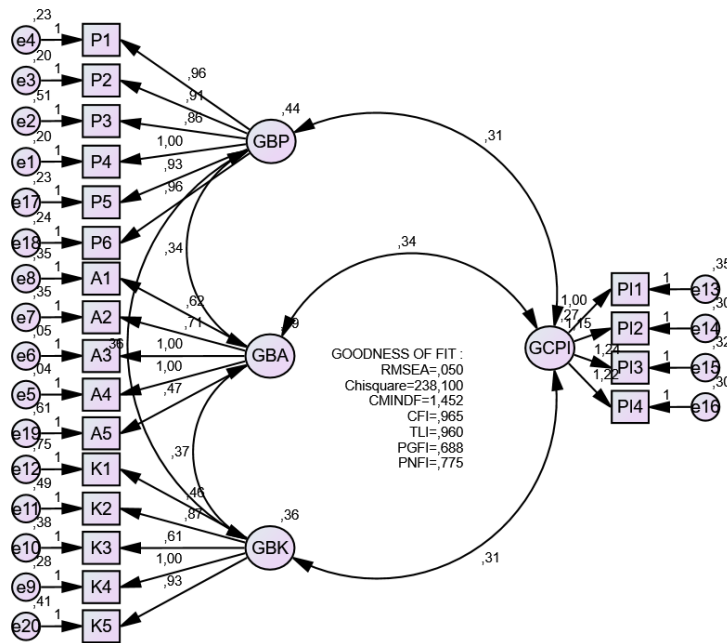 ,23
e4 1 P1
,20
e3 1 P2
,51
e2 1 P3
,20
e1 1 P4
,23
e17 1 P5
,24
e18 1 P6
,35
e8 1 A1
,35
e7 1 A2
,05
e6 1 A3
,04
e5 1 A4
,61
e19 1 A5
,75
e12 1 K1
,49
e11 1 K2
,38
e10 1 K3
,28
e9 1 K4
,41
e20 1 K5
,96
,91
,86
1,00
,93
,96
,44
GBP
,31
,34
,34
,36
,62
,71
1,00
1,00
,47
GBA
,37
,46
,87
,61
1,00
,93
,36
GBK
,31
GOODNESS OF FIT :
RMSEA=,050
Chisquare=238,100
CMINDF=1,452
CFI=,965
TLI=,960
PGFI=,688
PNFI=,775
,27
GCPI
1,00
1,15
1,24
1,22
,35
PI1 1 e13
,30
PI2 1 e14
,32
PI3 1 e15
,30
PI4 1 e16